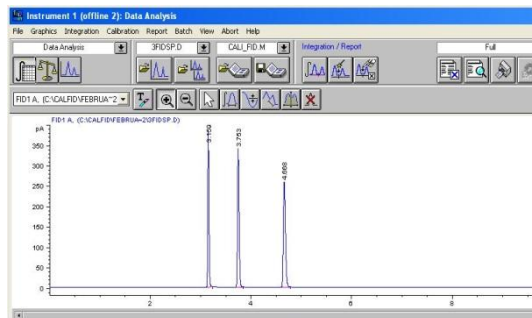 Instrument 1 (offline 2): Data Analysis
File Graphics Integration Calibration Report Batch View Abort Help
Data Analysis 3FIDSP.D CALI_FID.M Integration / Report Full
FID1 A, (C:\CALFID\FEBRUA~2
FID1 A, (C:\CALFID\FEBRUA~2\3FIDSP.D)
pA
350
300
250
200
150
100
50
0
3.159
3.753
4.668
2 4 6 8